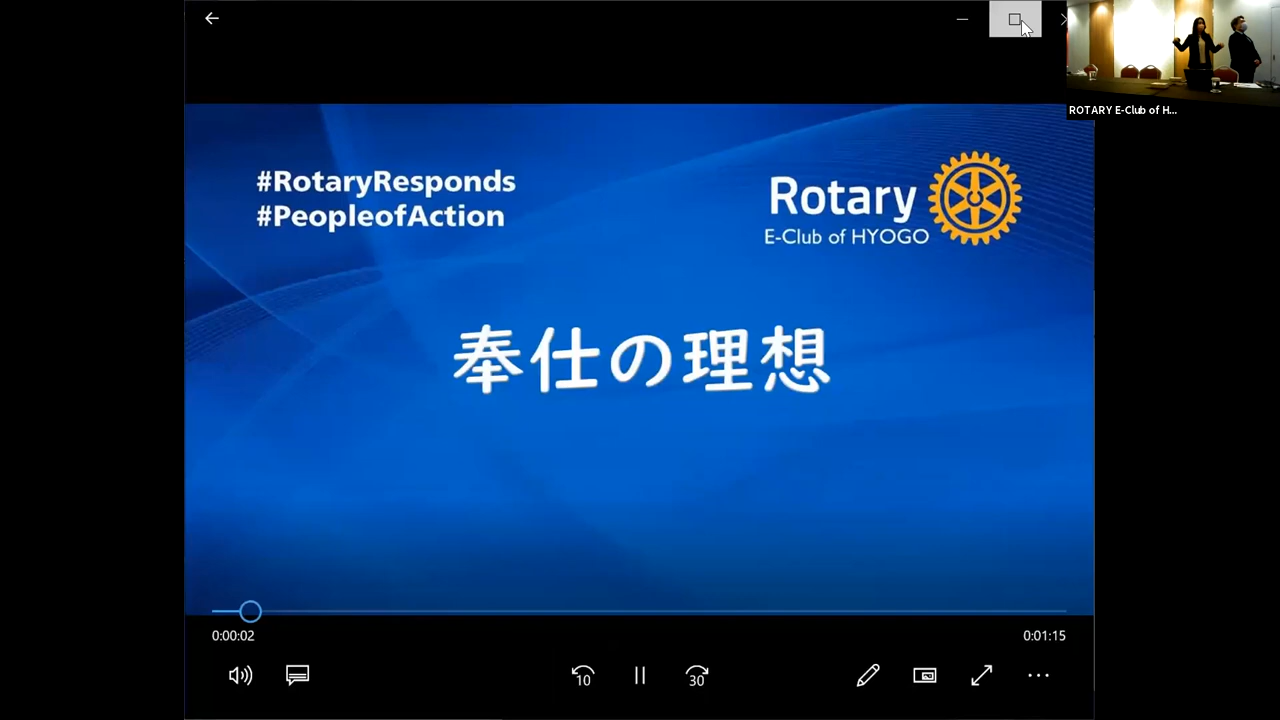 ROTARY E-Club of H...
#RotaryResponds
#PeopleofAction
Rotary
E-Club of HYOGO
奉仕の理想
0:00:02
0:01:15
10
30